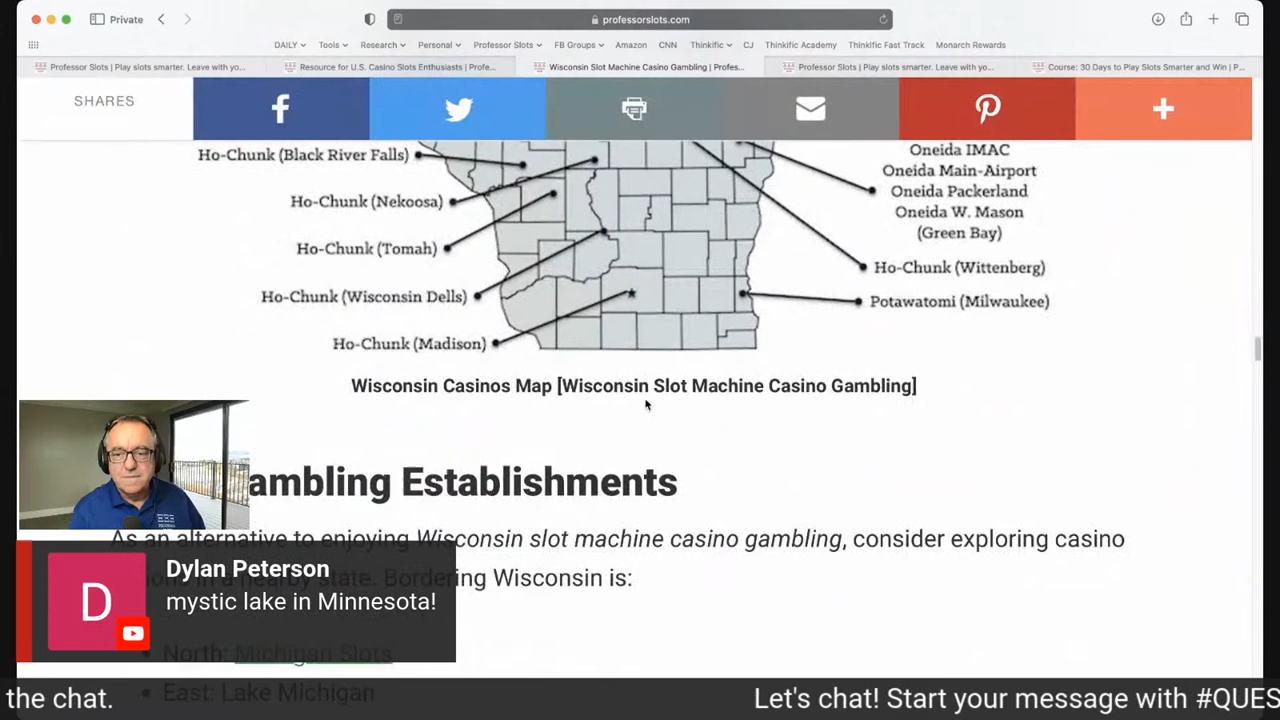 Private
professorslots.com
DAILY Tools Research Personal Professor Slots FB Groups Amazon CNN Thinkific CJ Thinkific Academy Thinkific Fast Track Monarch Rewards
Professor Slots | Play slots smarter. Leave with yo...
Resource for U.S. Casino Slots Enthusiasts | Profe...
Wisconsin Slot Machine Casino Gambling | Profes...
Professor Slots | Play slots smarter. Leave with yo...
Course: 30 Days to Play Slots Smarter and Win | P...
SHARES
Ho-Chunk (Black River Falls)
Ho-Chunk (Nekoosa)
Ho-Chunk (Tomah)
Ho-Chunk (Wisconsin Dells)
Ho-Chunk (Madison)
Oneida IMAC
Oneida Main-Airport
Oneida Packerland
Oneida W. Mason
(Green Bay)
Ho-Chunk (Wittenberg)
Potawatomi (Milwaukee)
Wisconsin Casinos Map [Wisconsin Slot Machine Casino Gambling]
ambling Establishments
As an alternative to enjoying Wisconsin slot machine casino gambling, consider exploring casino
in a nearby state. Bordering Wisconsin is:
North: Michigan Slots
East: Lake Michigan
D
Dylan Peterson
mystic lake in Minnesota!
the chat.
Let's chat! Start your message with #QUES